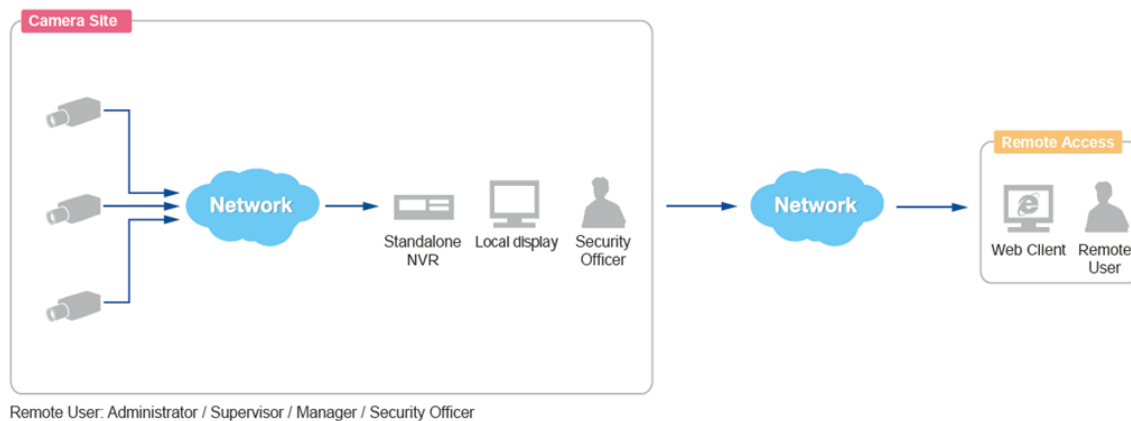 Camera Site
Remote Access
Network
Network
Standalone
NVR
Local display
Security
Officer
Web Client
Remote
User
Remote User: Administrator / Supervisor / Manager / Security Officer